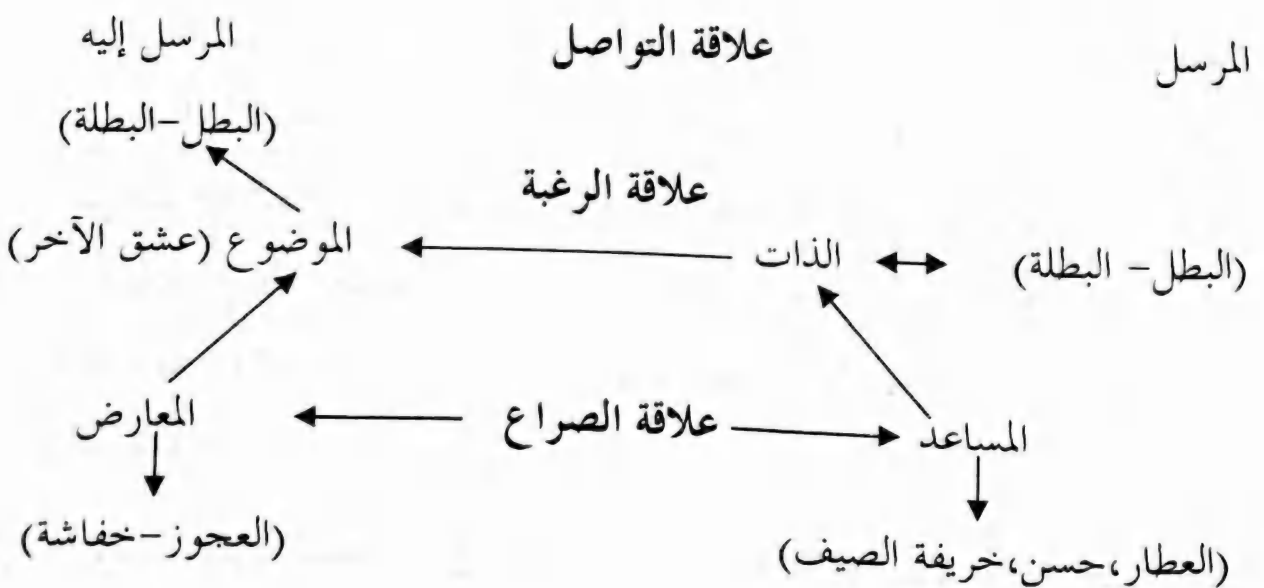 المرسل علاقة التواصل المرسل إليه
(البطل-البطلة)
علاقة الرغبة
(البطل- البطلة) الذات الموضوع (عشق الآخر)
المساعد علاقة الصراع المعارض
(العطار،حسن،خريفة الصيف) (العجوز-خفاشة)